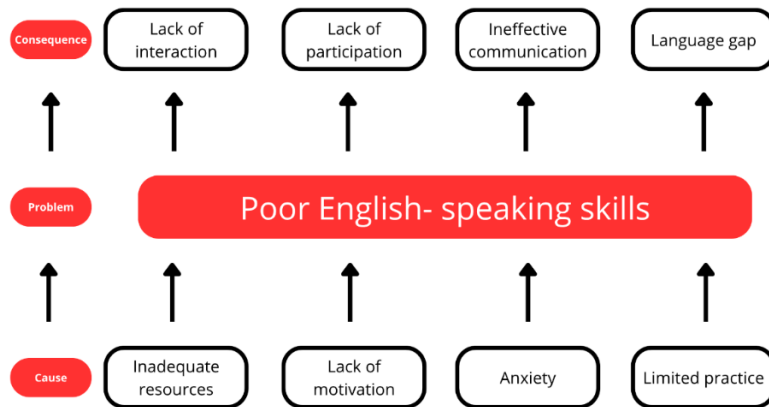 Consequence
Lack of
interaction
Lack of
participation
Ineffective
communication
Language gap
Problem
Poor English- speaking skills
Cause
Inadequate
resources
Lack of
motivation
Anxiety
Limited practice